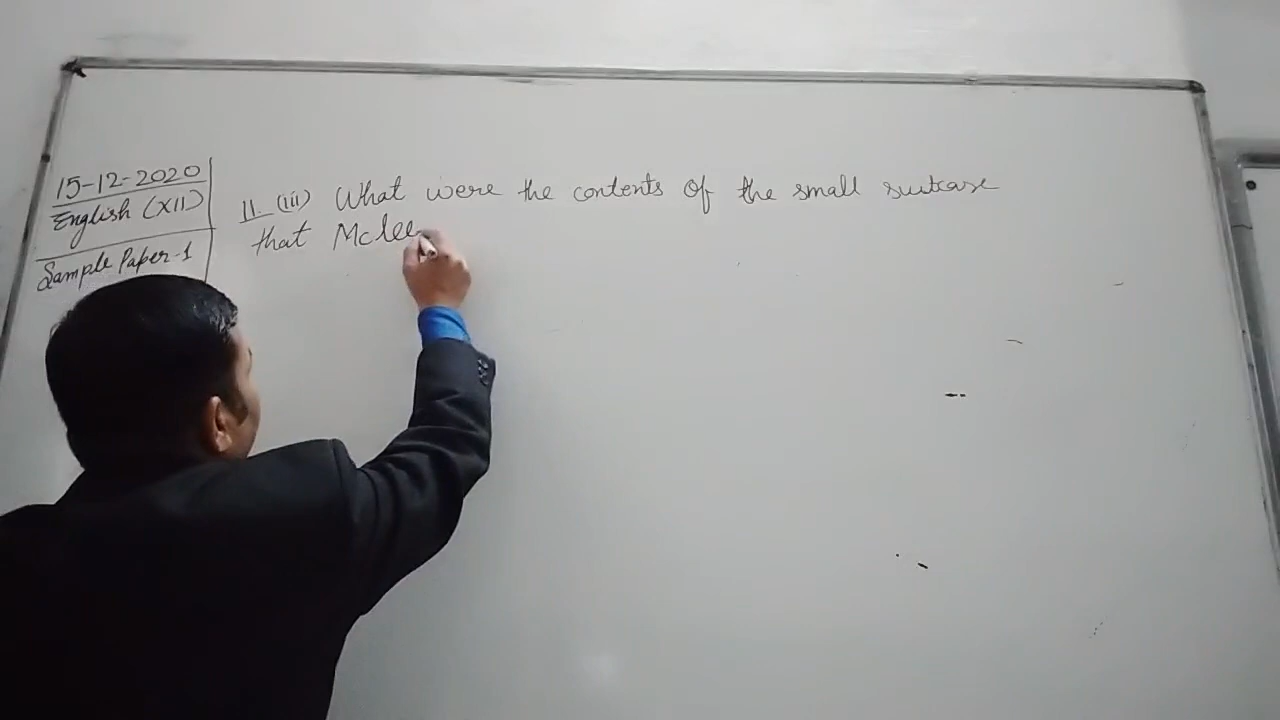 15-12-2020
English (XII)
Sample Paper-1
11. (iii) What were the contents of the small suitcase
that Mclee